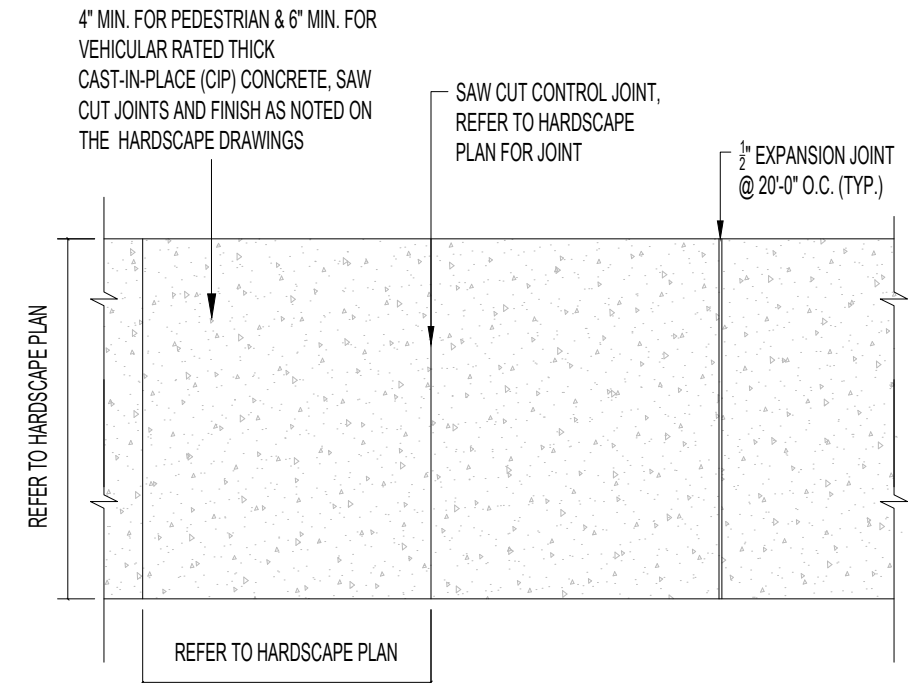 4" MIN. FOR PEDESTRIAN & 6" MIN. FOR
VEHICULAR RATED THICK
CAST-IN-PLACE (CIP) CONCRETE, SAW
CUT JOINTS AND FINISH AS NOTED ON
THE HARDSCAPE DRAWINGS
SAW CUT CONTROL JOINT,
REFER TO HARDSCAPE
PLAN FOR JOINT
½" EXPANSION JOINT
@ 20'-0" O.C. (TYP.)
REFER TO HARDSCAPE PLAN
REFER TO HARDSCAPE PLAN